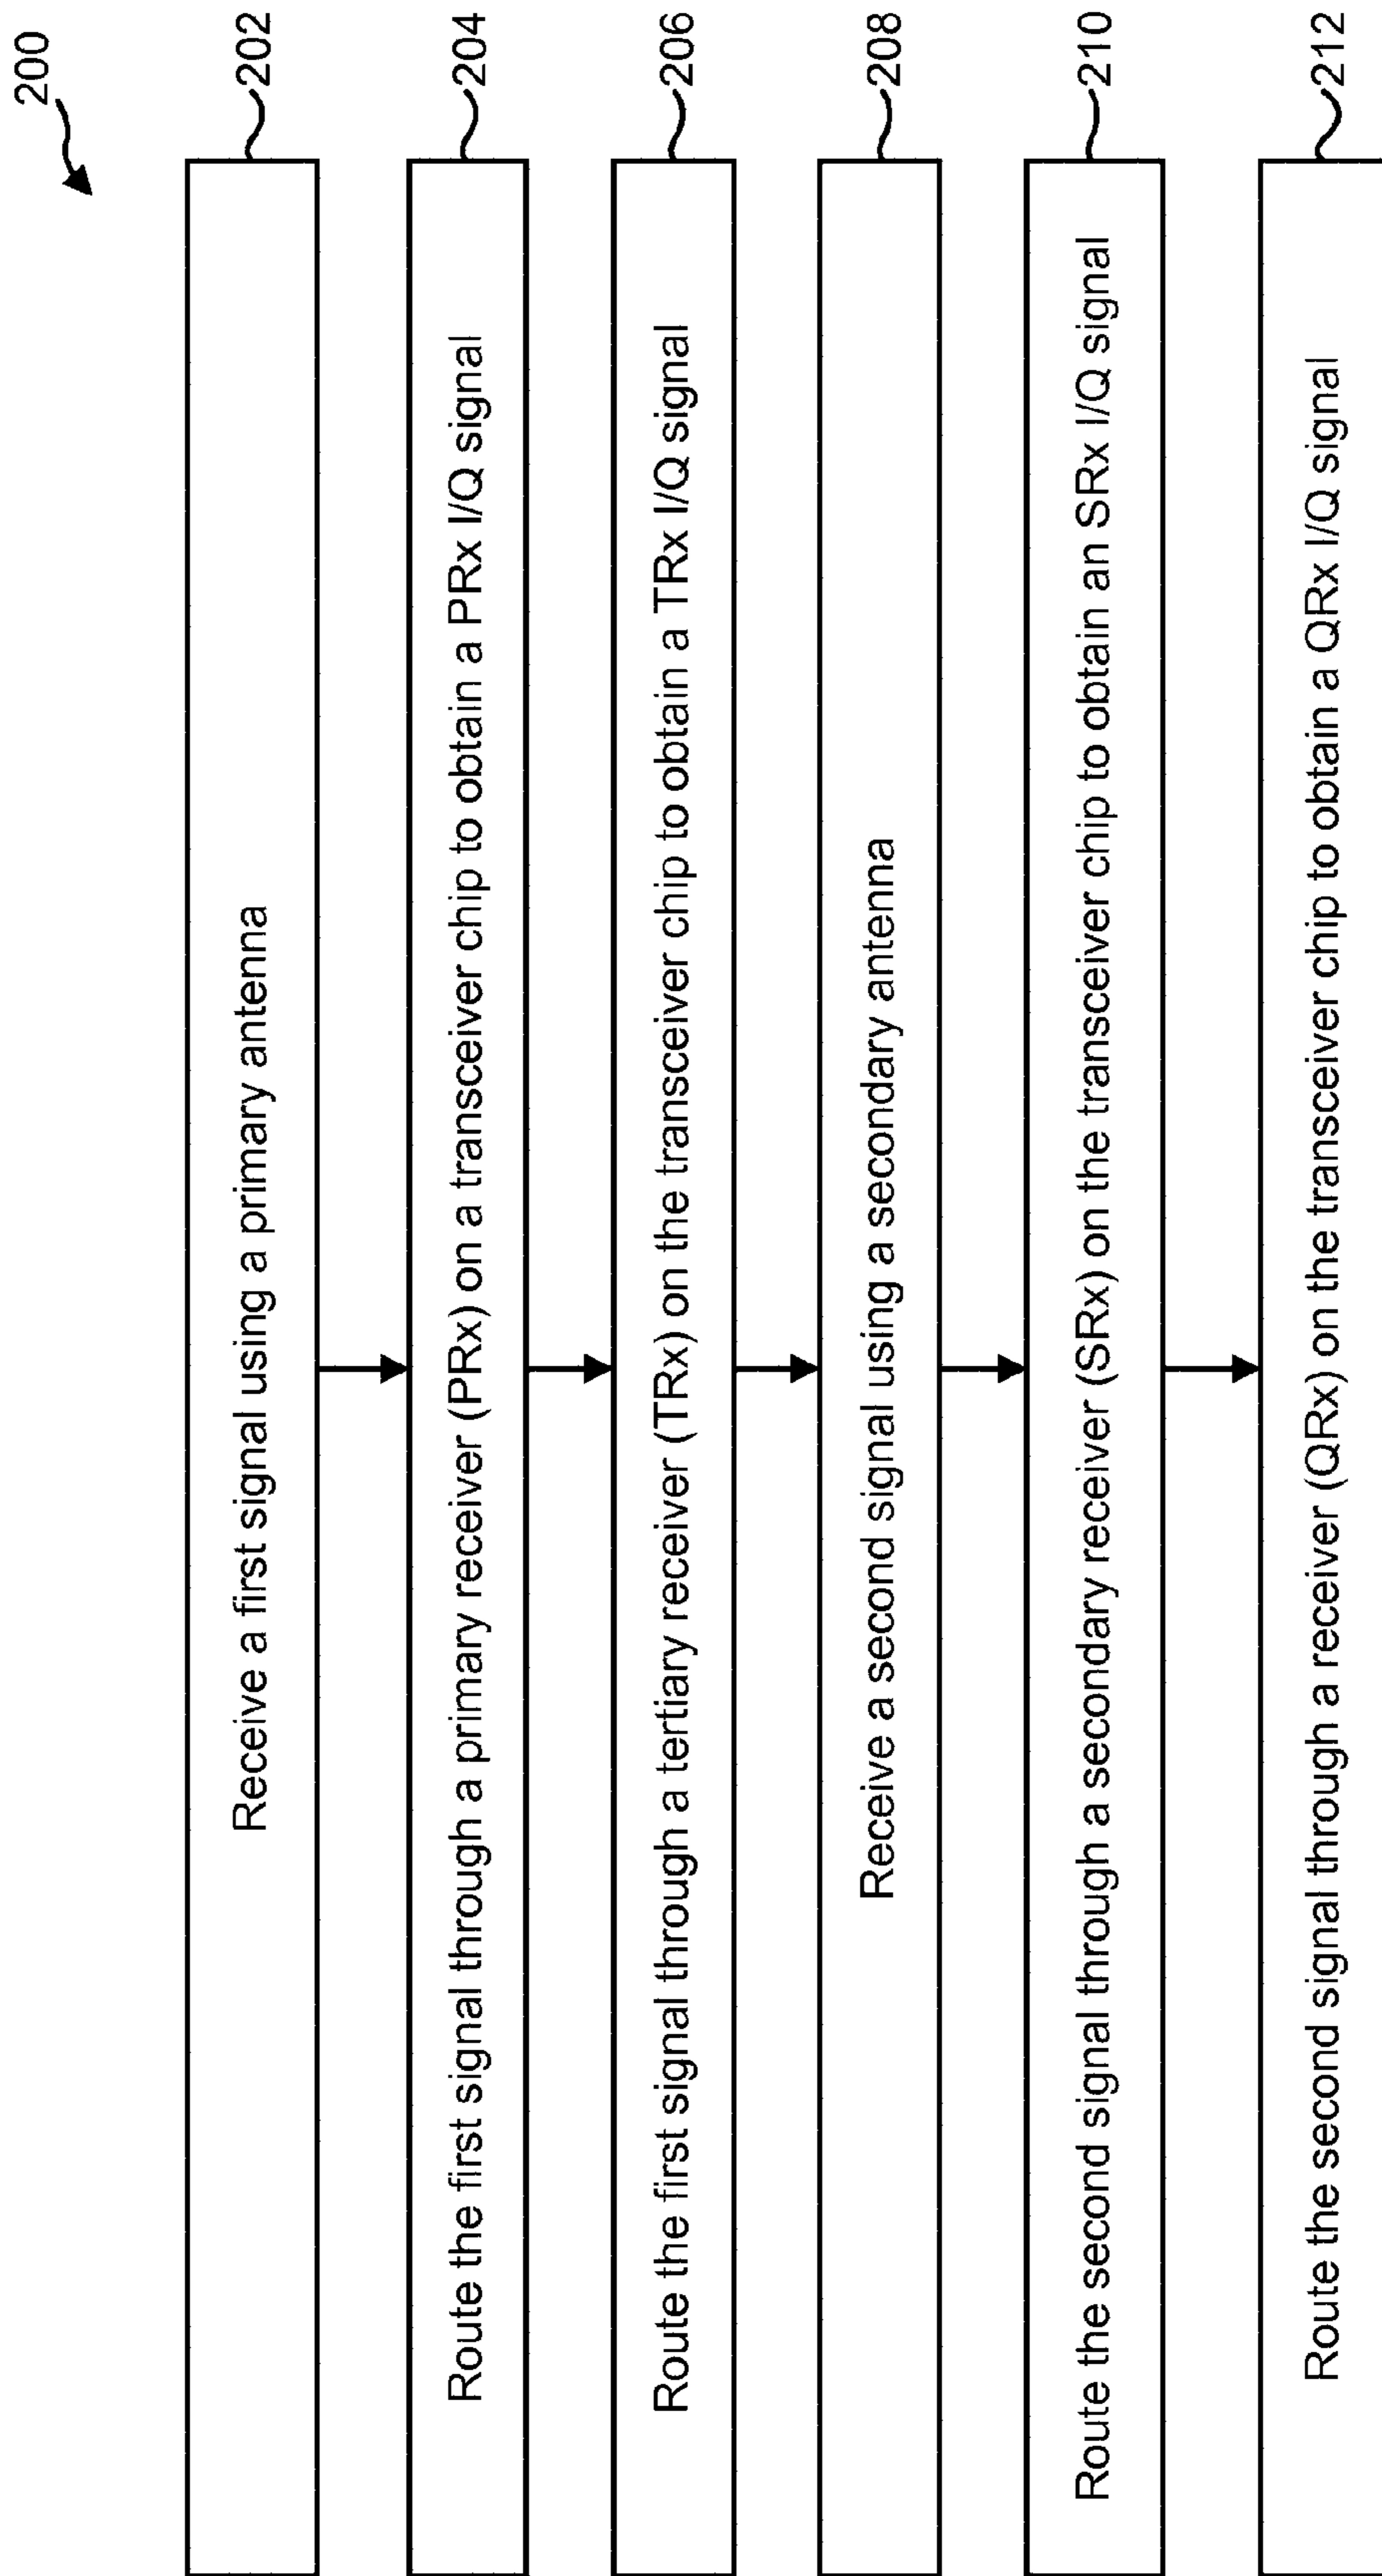 200
Receive a first signal using a primary antenna
202
Route the first signal through a primary receiver (PRx) on a transceiver chip to obtain a PRx I/Q signal
204
Route the first signal through a tertiary receiver (TRx) on the transceiver chip to obtain a TRx I/Q signal
206
Receive a second signal using a secondary antenna
208
Route the second signal through a secondary receiver (SRx) on the transceiver chip to obtain an SRx I/Q signal
210
Route the second signal through a receiver (QRx) on the transceiver chip to obtain a QRx I/Q signal
212